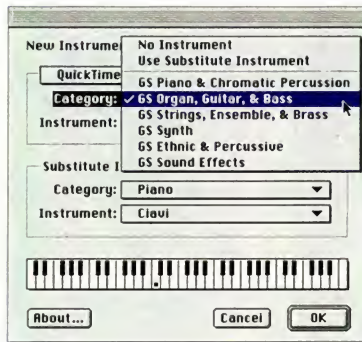 New Instrume
No Instrument
Use Substitute Instrument
QuickTime
GS Piano & Chromatic Percussion
Category: ✓ GS Organ, Guitar, & Bass
Instrument: GS Strings, Ensemble, & Brass
GS Synth
GS Ethnic & Percussive
GS Sound Effects
Substitute I
Category: Piano
Instrument: Clavi
About...
Cancel
OK